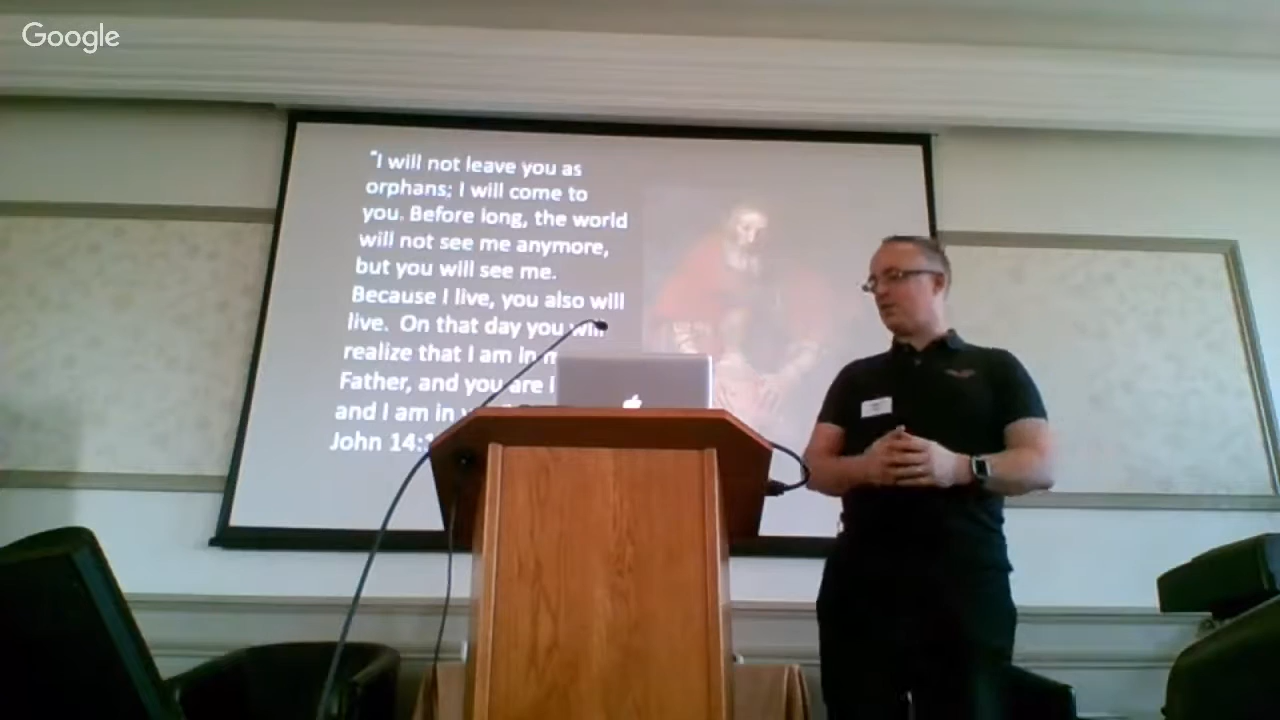 Google
"I will not leave you as
orphans; I will come to
you. Before long, the world
will not see me anymore,
but you will see me.
Because I live, you also will
live. On that day you will
realize that I am in
Father, and you are
and I am in
John 14: